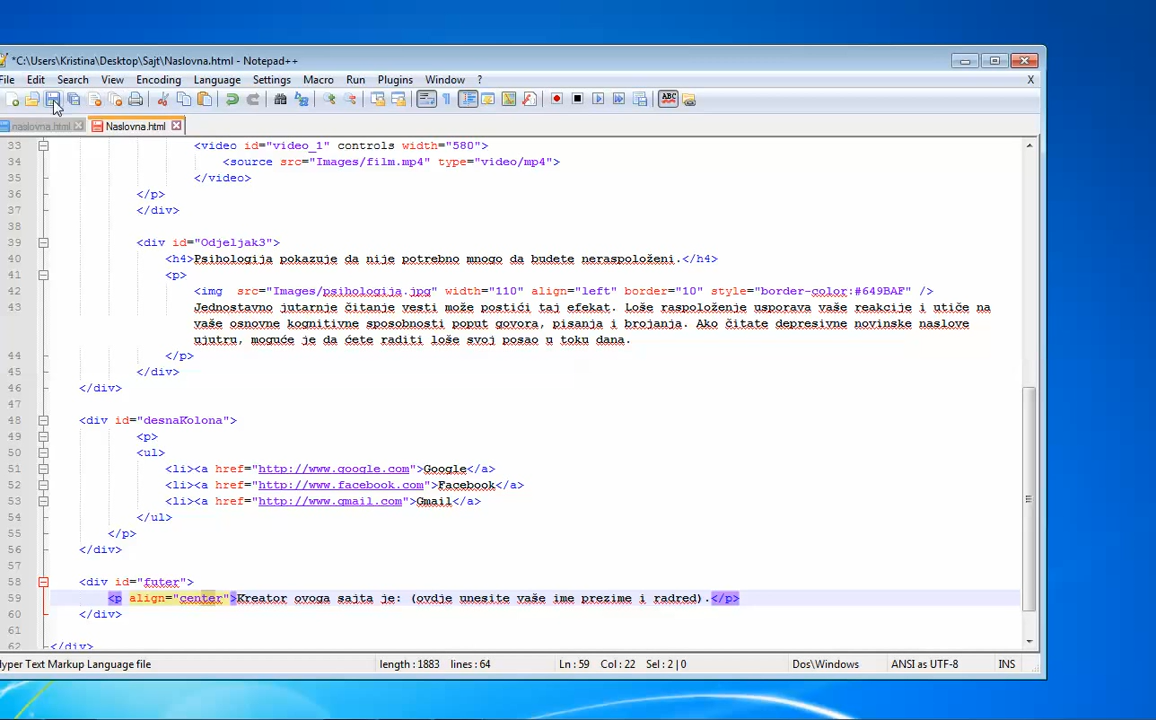 *C:\Users\Kristina\Desktop\Sajt\Naslovna.html - Notepad++
File Edit Search View Encoding Language Settings Macro Run Plugins Window ? X
naslovna.html Naslovna.html
33 <video id="video_1" controls width="580">
34 <source src="Images/film.mp4" type="video/mp4">
35 </video>
36 </p>
37 </div>
38
39 <div id="Odjeljak3">
40 <h4>Psihologija pokazuje da nije potrebno mnogo da budete neraspoloženi.</h4>
41 <p>
42 <img  src="Images/psihologija.jpg" width="110" align="left" border="10" style="border-color:#649BAF" />
43 Jednostavno jutarnje čitanje vesti može postići taj efekat. Loše raspoloženje usporava vaše reakcije i utiče na
vaše osnovne kognitivne sposobnosti poput govora, pisanja i brojanja. Ako čitate depresivne novinske naslove
ujutru, moguće je da ćete raditi loše svoj posao u toku dana.
44 </p>
45 </div>
46 </div>
47
48 <div id="desnaKolona">
49 <p>
50 <ul>
51 <li><a href="http://www.google.com">Google</a>
52 <li><a href="http://www.facebook.com">Facebook</a>
53 <li><a href="http://www.gmail.com">Gmail</a>
54 </ul>
55 </p>
56 </div>
57
58 <div id="futer">
59 <p align="center">Kreator ovoga sajta je: (ovdje unesite vaše ime prezime i radred).</p>
60 </div>
61
62 </div>
yper Text Markup Language file length : 1883 lines : 64 Ln : 59 Col : 22 Sel : 2 | 0 Dos\Windows ANSI as UTF-8 INS